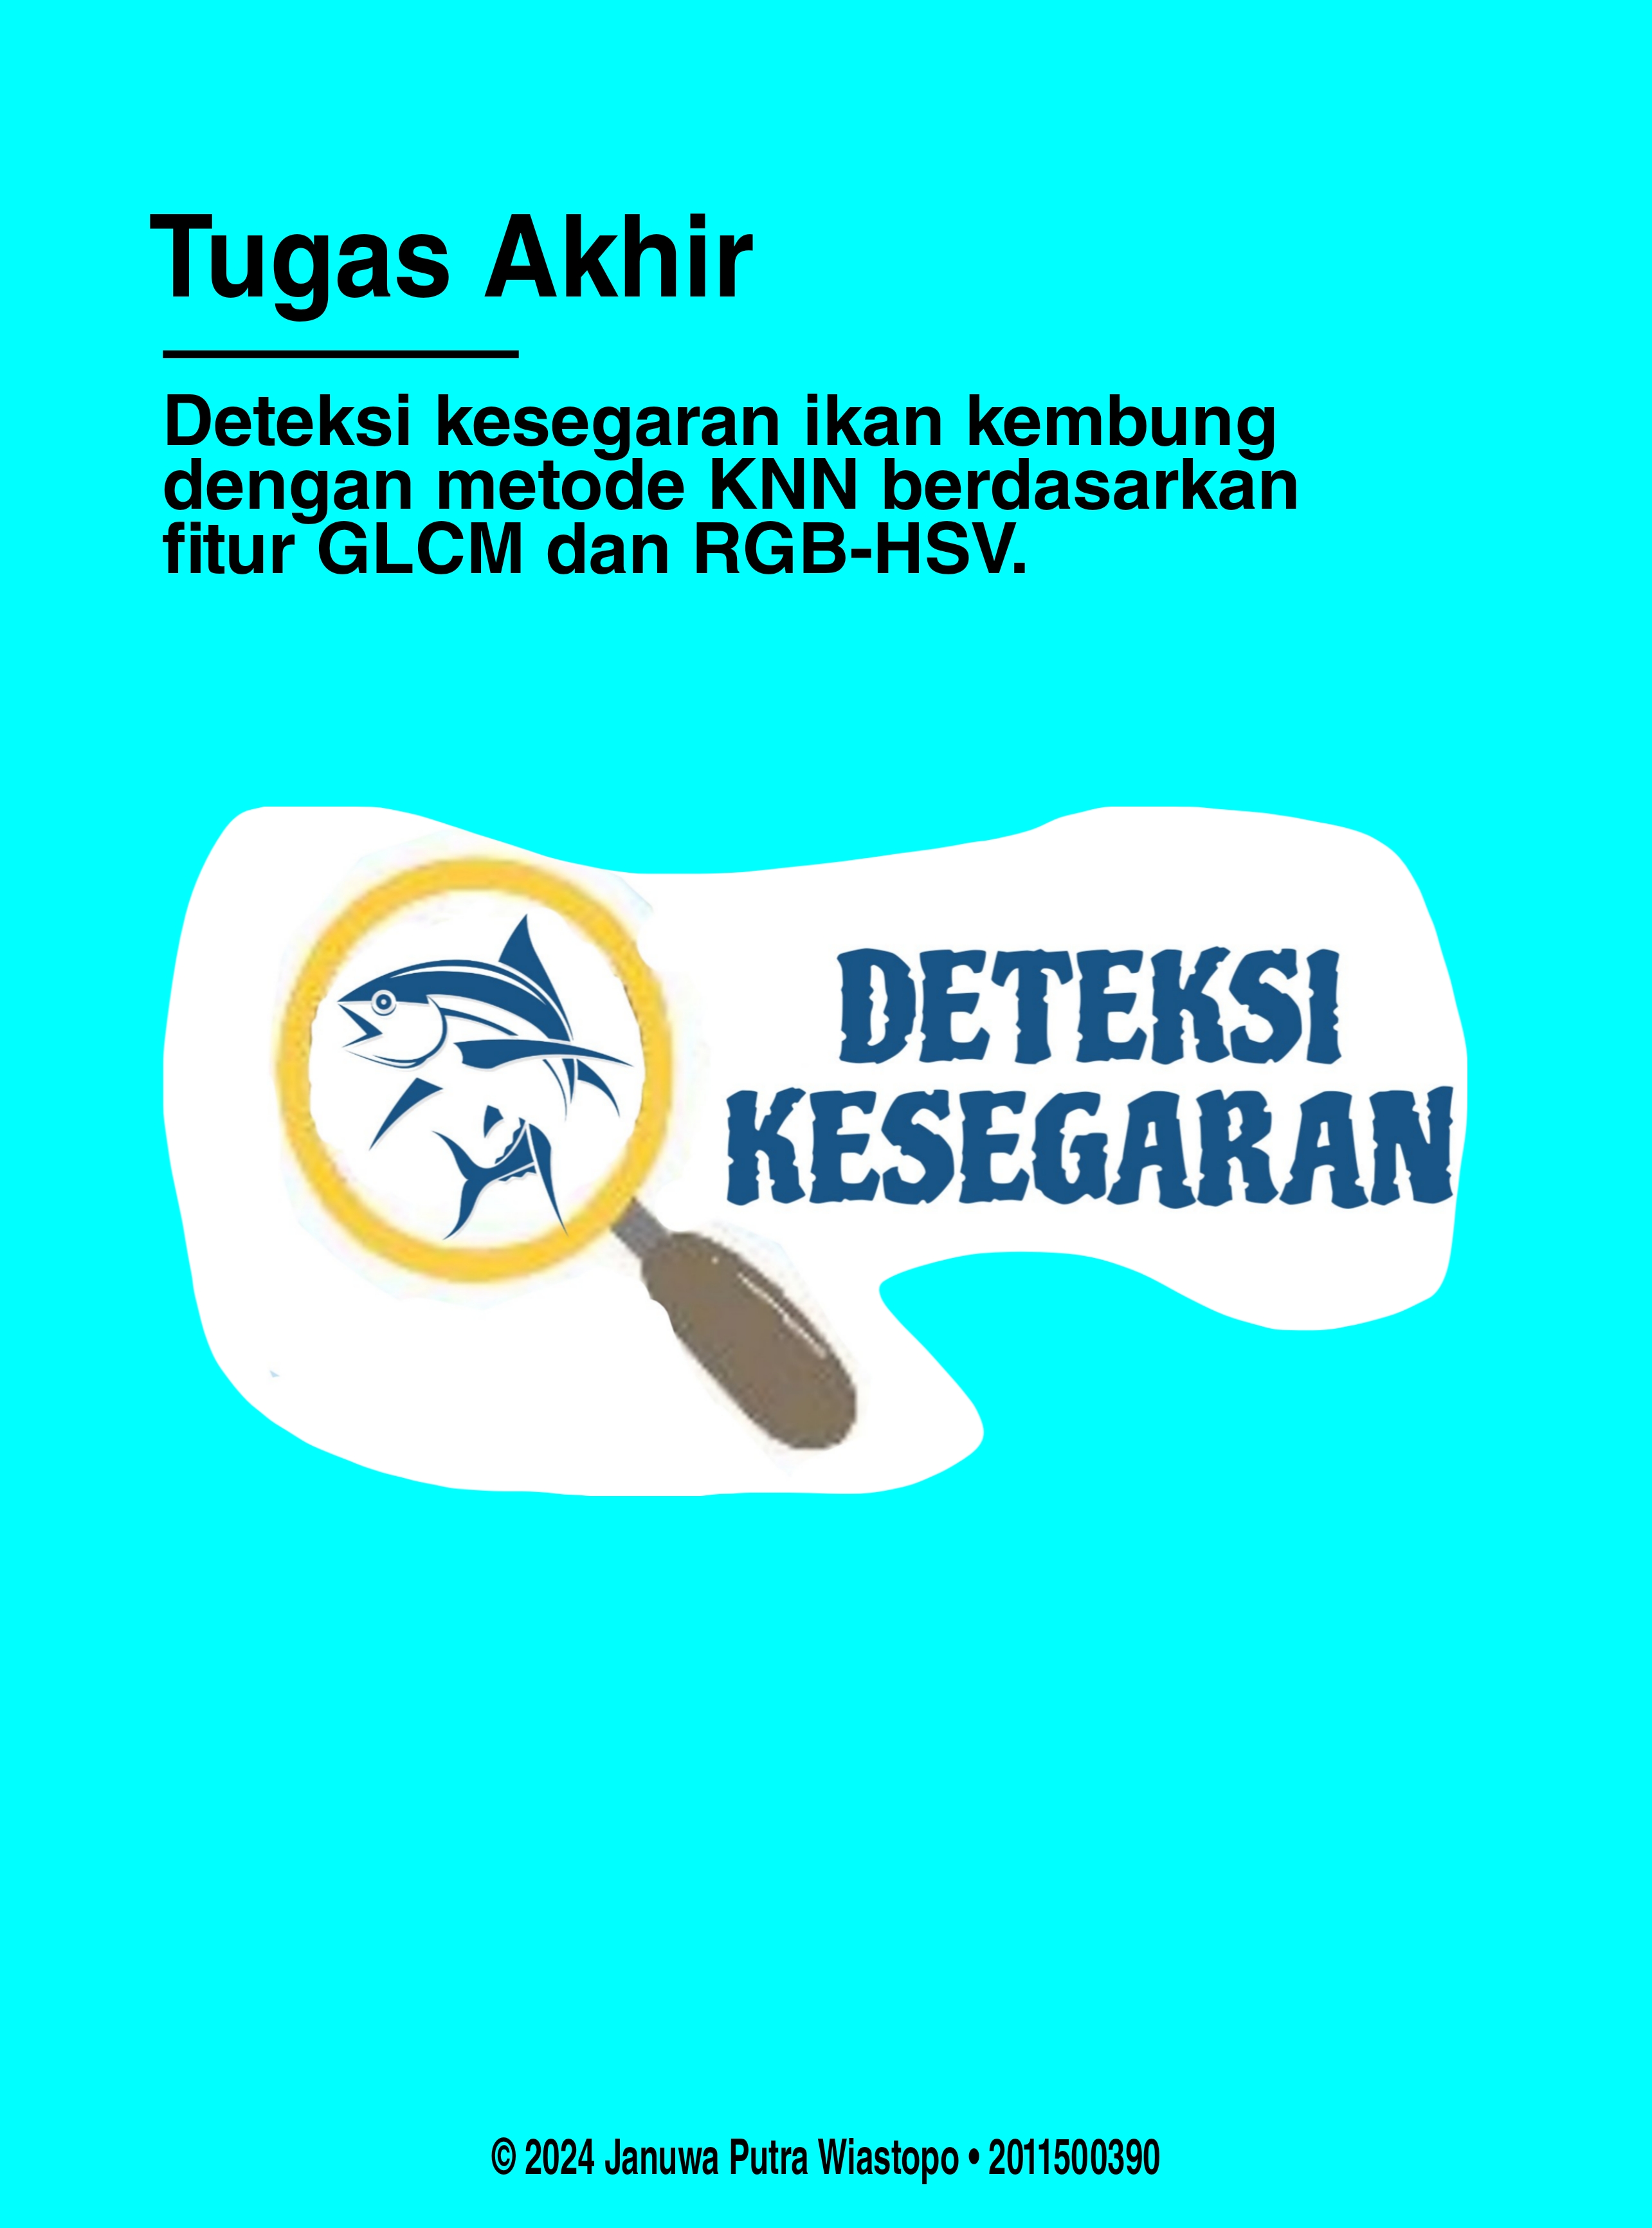 Tugas Akhir
Deteksi kesegaran ikan kembung
dengan metode KNN berdasarkan
fitur GLCM dan RGB-HSV.
DETEKSI
KESEGARAN
© 2024 Januwa Putra Wiastopo • 2011500390